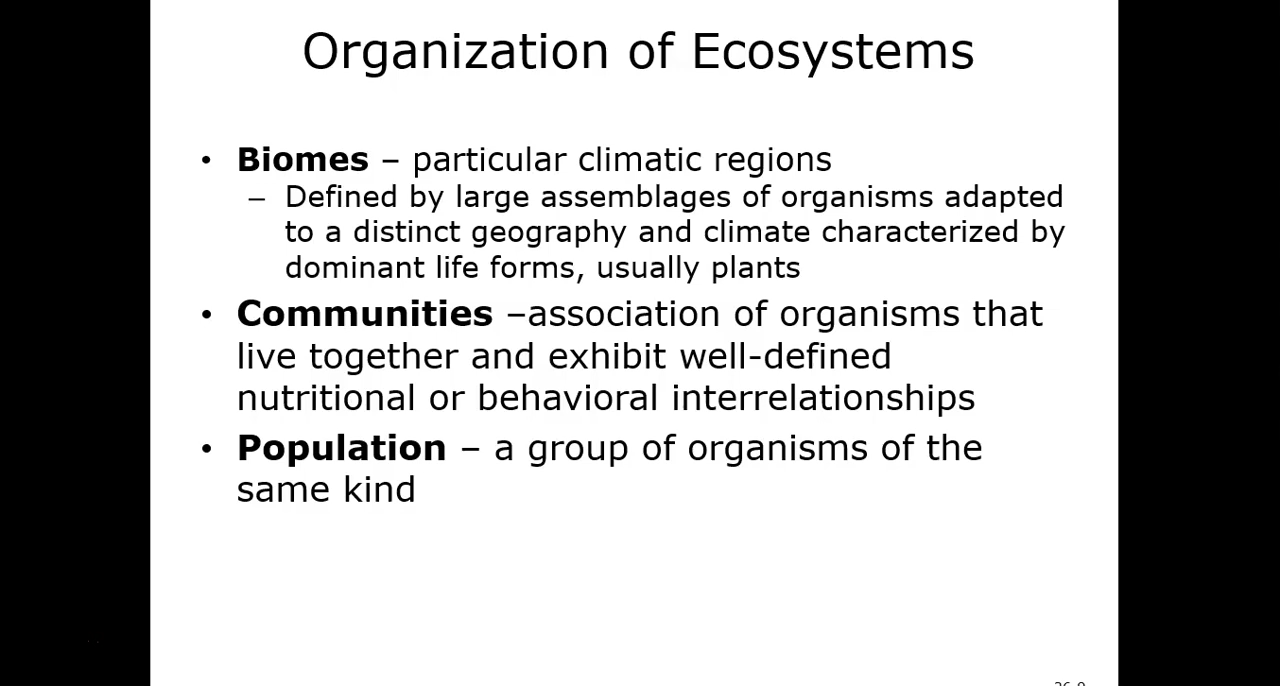 Organization of Ecosystems
• Biomes – particular climatic regions
– Defined by large assemblages of organisms adapted
to a distinct geography and climate characterized by
dominant life forms, usually plants
• Communities –association of organisms that
live together and exhibit well-defined
nutritional or behavioral interrelationships
• Population – a group of organisms of the
same kind